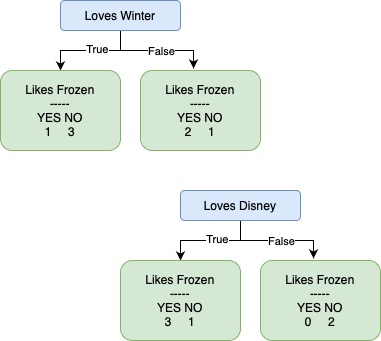 Loves Winter
True False
Likes Frozen Likes Frozen
----- -----
YES NO YES NO
1 3 2 1
Loves Disney
True False
Likes Frozen Likes Frozen
----- -----
YES NO YES NO
3 1 0 2